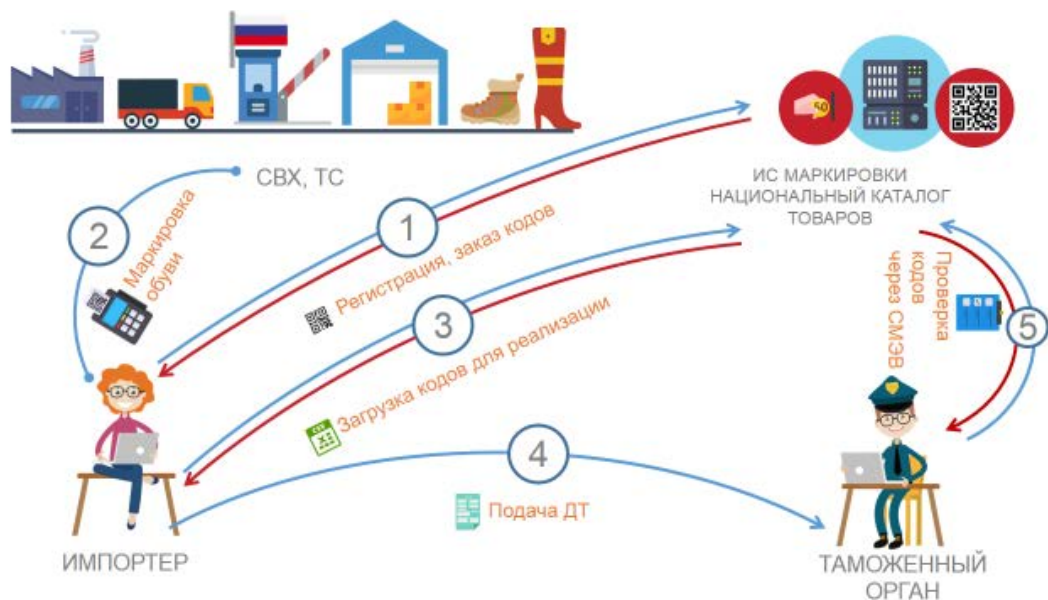 СВХ, ТС
ИС МАРКИРОВКИ
НАЦИОНАЛЬНЫЙ КАТАЛОГ
ТОВАРОВ
1
Регистрация, заказ кодов
2
Маркировка
обуви
3
Загрузка кодов для реализации
CSV
X
4
Подача ДТ
5
Проверка
кодов
через СМЭВ
ИМПОРТЕР
ТАМОЖЕННЫЙ
ОРГАН